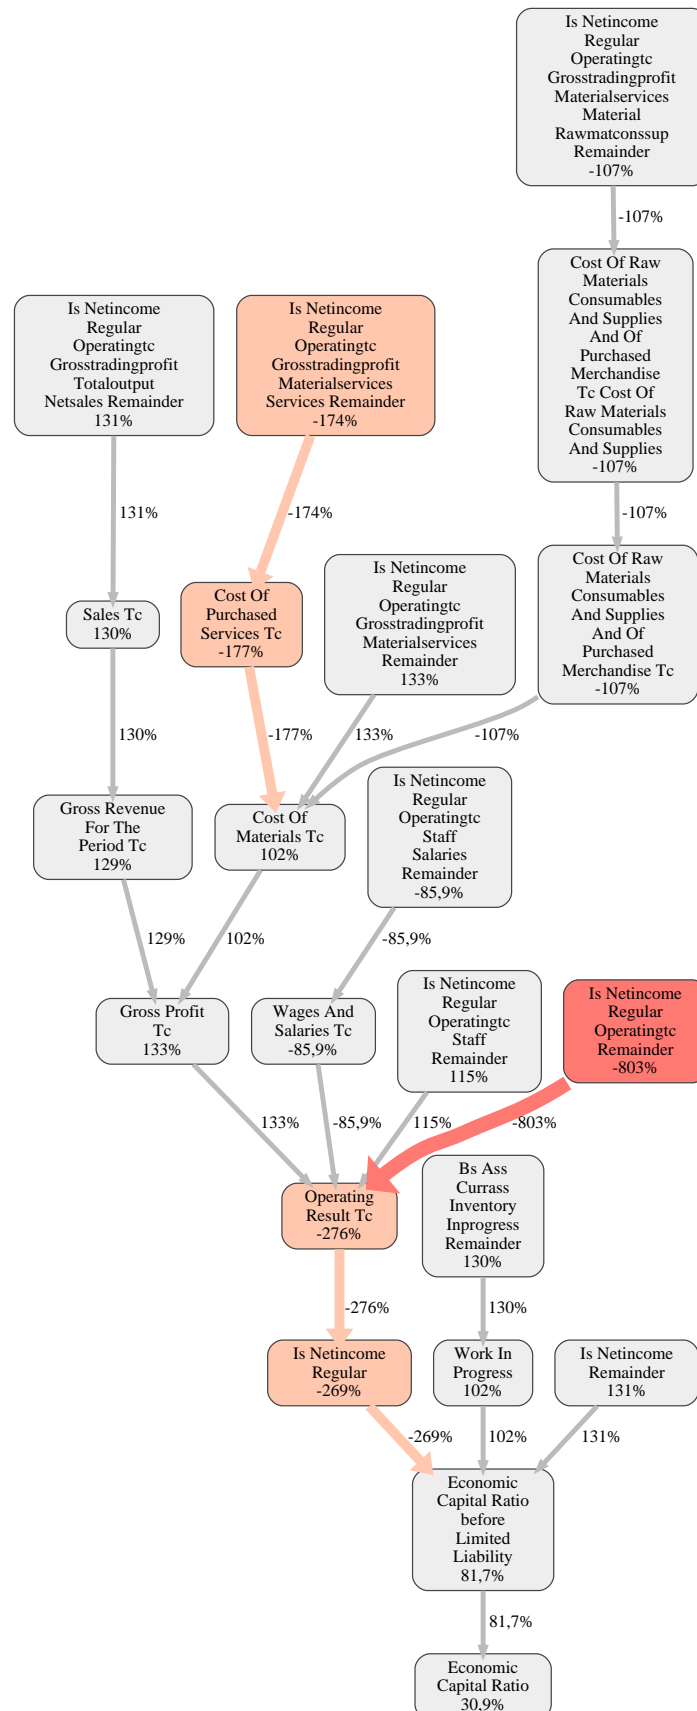 Is Netincome
Regular
Operatingtc
Grosstradingprofit
Materialservices
Material
Rawmatconssup
Remainder
-107%
-107%
Cost Of Raw
Materials
Consumables
And Supplies
And Of
Purchased
Merchandise
Tc Cost Of
Raw Materials
Consumables
And Supplies
-107%
Is Netincome
Regular
Operatingtc
Grosstradingprofit
Totaloutput
Netsales Remainder
131%
Is Netincome
Regular
Operatingtc
Grosstradingprofit
Materialservices
Services Remainder
-174%
131%
-174%
-107%
Sales Tc
130%
Cost Of
Purchased
Services Tc
-177%
Is Netincome
Regular
Operatingtc
Grosstradingprofit
Materialservices
Remainder
133%
Cost Of Raw
Materials
Consumables
And Supplies
And Of
Purchased
Merchandise Tc
-107%
130%
-177%
133%
-107%
Gross Revenue
For The
Period Tc
129%
Cost Of
Materials Tc
102%
Is Netincome
Regular
Operatingtc
Staff
Salaries
Remainder
-85,9%
129%
102%
-85,9%
Gross Profit
Tc
133%
Wages And
Salaries Tc
-85,9%
Is Netincome
Regular
Operatingtc
Staff
Remainder
115%
Is Netincome
Regular
Operatingtc
Remainder
-803%
133%
-85,9%
115%
-803%
Operating
Result Tc
-276%
Bs Ass
Currass
Inventory
Inprogress
Remainder
130%
-276%
130%
Is Netincome
Regular
-269%
Work In
Progress
102%
Is Netincome
Remainder
131%
-269%
102%
131%
Economic
Capital Ratio
before
Limited
Liability
81,7%
81,7%
Economic
Capital Ratio
30,9%